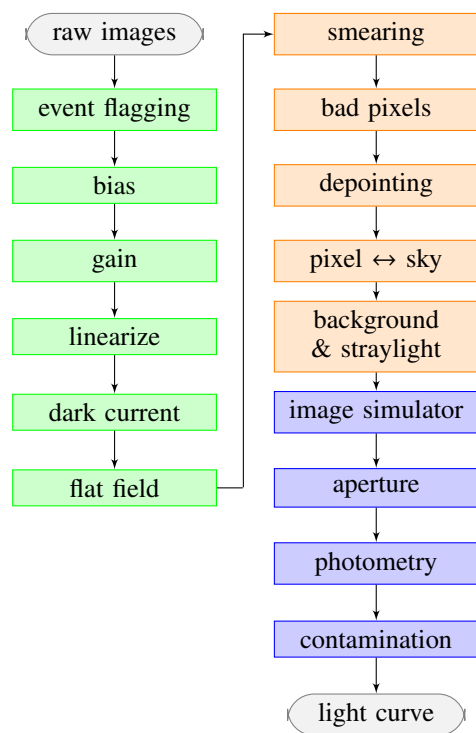 raw images
event flagging
bias
gain
linearize
dark current
flat field
smearing
bad pixels
depointing
pixel ↔ sky
background
& straylight
image simulator
aperture
photometry
contamination
light curve